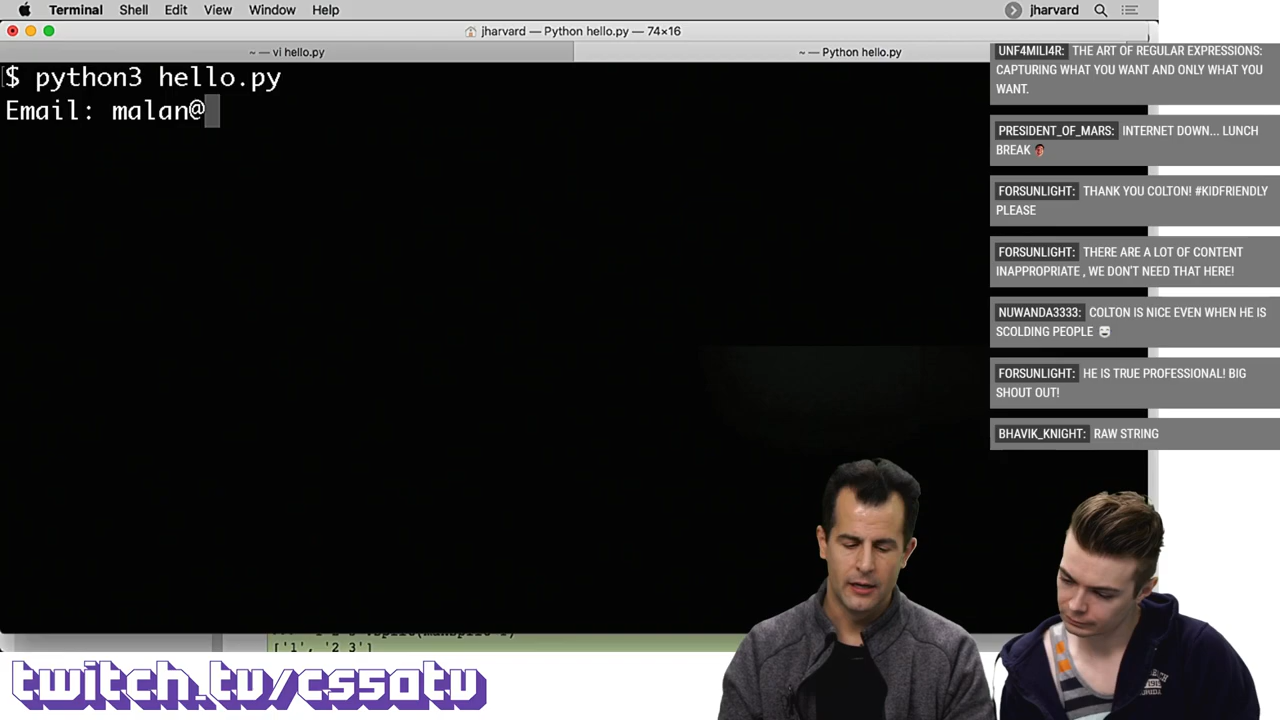 Terminal Shell Edit View Window Help
jharvard
jharvard — Python hello.py — 74×16
~ — vi hello.py
~ — Python hello.py
$ python3 hello.py
Email: malan@
UNF4MILI4R: THE ART OF REGULAR EXPRESSIONS:
CAPTURING WHAT YOU WANT AND ONLY WHAT YOU
WANT.
PRESIDENT_OF_MARS: INTERNET DOWN... LUNCH
BREAK
FORSUNLIGHT: THANK YOU COLTON! #KIDFRIENDLY
PLEASE
FORSUNLIGHT: THERE ARE A LOT OF CONTENT
INAPPROPRIATE , WE DON'T NEED THAT HERE!
NUWANDA3333: COLTON IS NICE EVEN WHEN HE IS
SCOLDING PEOPLE
FORSUNLIGHT: HE IS TRUE PROFESSIONAL! BIG
SHOUT OUT!
BHAVIK_KNIGHT: RAW STRING
['1', '2 3']
twitch.tv/cs50tv